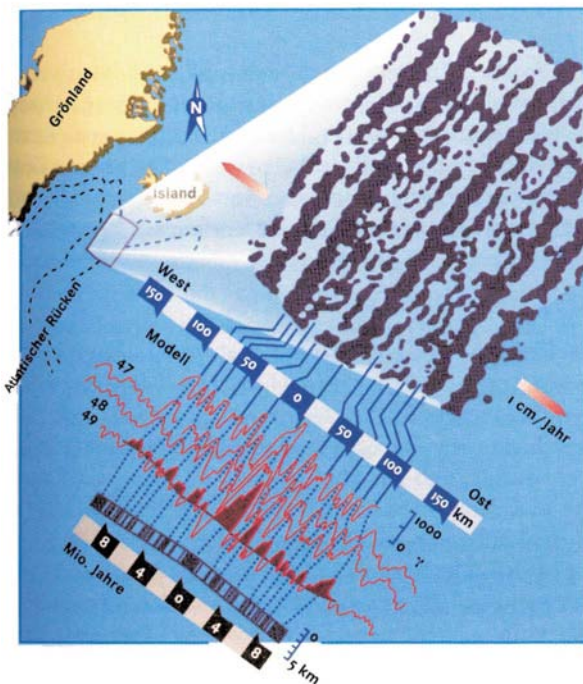 Grönland
N
Island
Atlantischer Rücken
West
150 100 50 0 50 100 150 km
Modell
Ost
1 cm/Jahr
47
48
49
1000
0
γ
8 4 0 4 8
Mio. Jahre
0
5 km